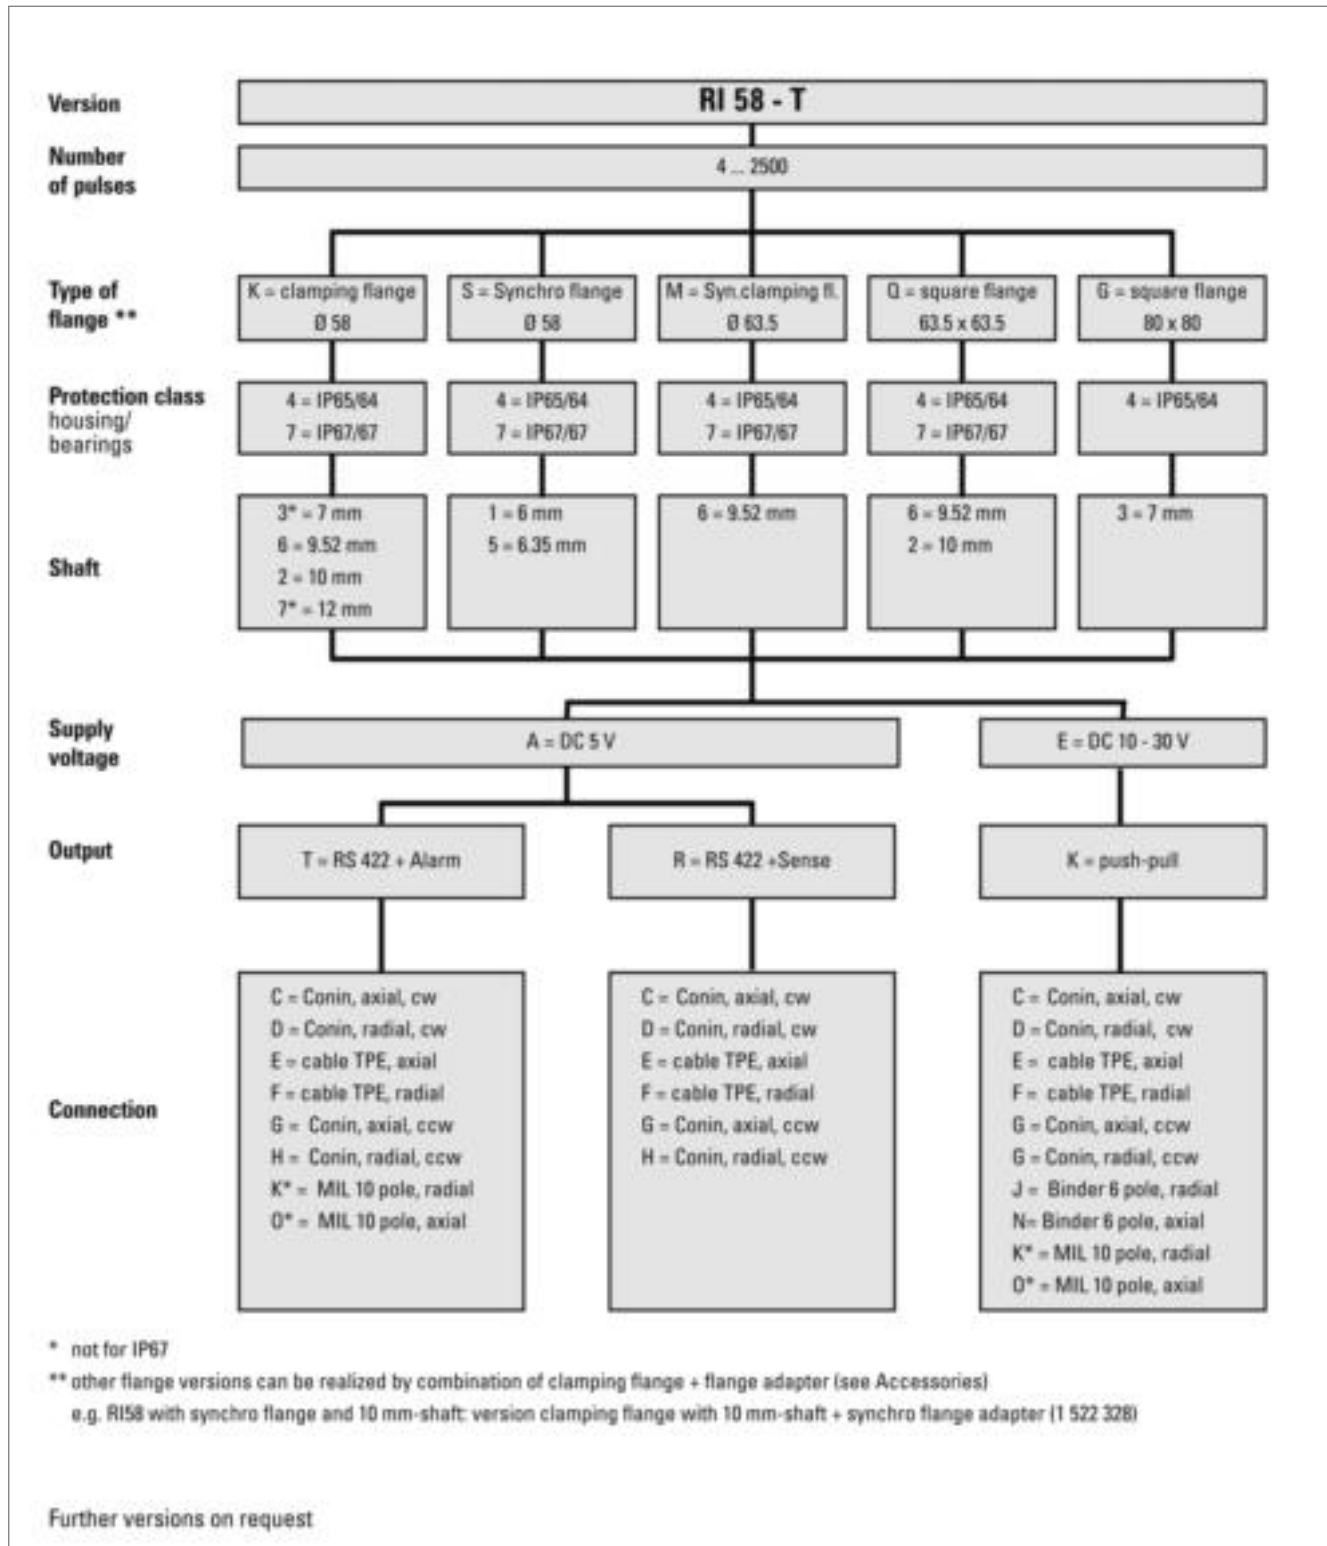 Version
RI 58 - T
Number
of pulses
4 ... 2500
Type of
flange **
K = clamping flange
Ø 58
S = Synchro flange
Ø 58
M = Syn.clamping fl.
Ø 63.5
Q = square flange
63.5 x 63.5
G = square flange
80 x 80
Protection class
housing/
bearings
4 = IP65/64
7 = IP67/67
4 = IP65/64
7 = IP67/67
4 = IP65/64
7 = IP67/67
4 = IP65/64
7 = IP67/67
4 = IP65/64
Shaft
3* = 7 mm
6 = 9.52 mm
2 = 10 mm
7* = 12 mm
1 = 6 mm
5 = 6.35 mm
6 = 9.52 mm
6 = 9.52 mm
2 = 10 mm
3 = 7 mm
Supply
voltage
A = DC 5 V
E = DC 10 - 30 V
Output
T = RS 422 + Alarm
R = RS 422 +Sense
K = push-pull
Connection
C = Conin, axial, cw
D = Conin, radial, cw
E = cable TPE, axial
F = cable TPE, radial
G = Conin, axial, ccw
H = Conin, radial, ccw
K* = MIL 10 pole, radial
O* = MIL 10 pole, axial
C = Conin, axial, cw
D = Conin, radial, cw
E = cable TPE, axial
F = cable TPE, radial
G = Conin, axial, ccw
H = Conin, radial, ccw
C = Conin, axial, cw
D = Conin, radial, cw
E = cable TPE, axial
F = cable TPE, radial
G = Conin, axial, ccw
G = Conin, radial, ccw
J = Binder 6 pole, radial
N= Binder 6 pole, axial
K* = MIL 10 pole, radial
O* = MIL 10 pole, axial
* not for IP67
** other flange versions can be realized by combination of clamping flange + flange adapter (see Accessories)
e.g. RI58 with synchro flange and 10 mm-shaft: version clamping flange with 10 mm-shaft + synchro flange adapter (1 522 328)
Further versions on request